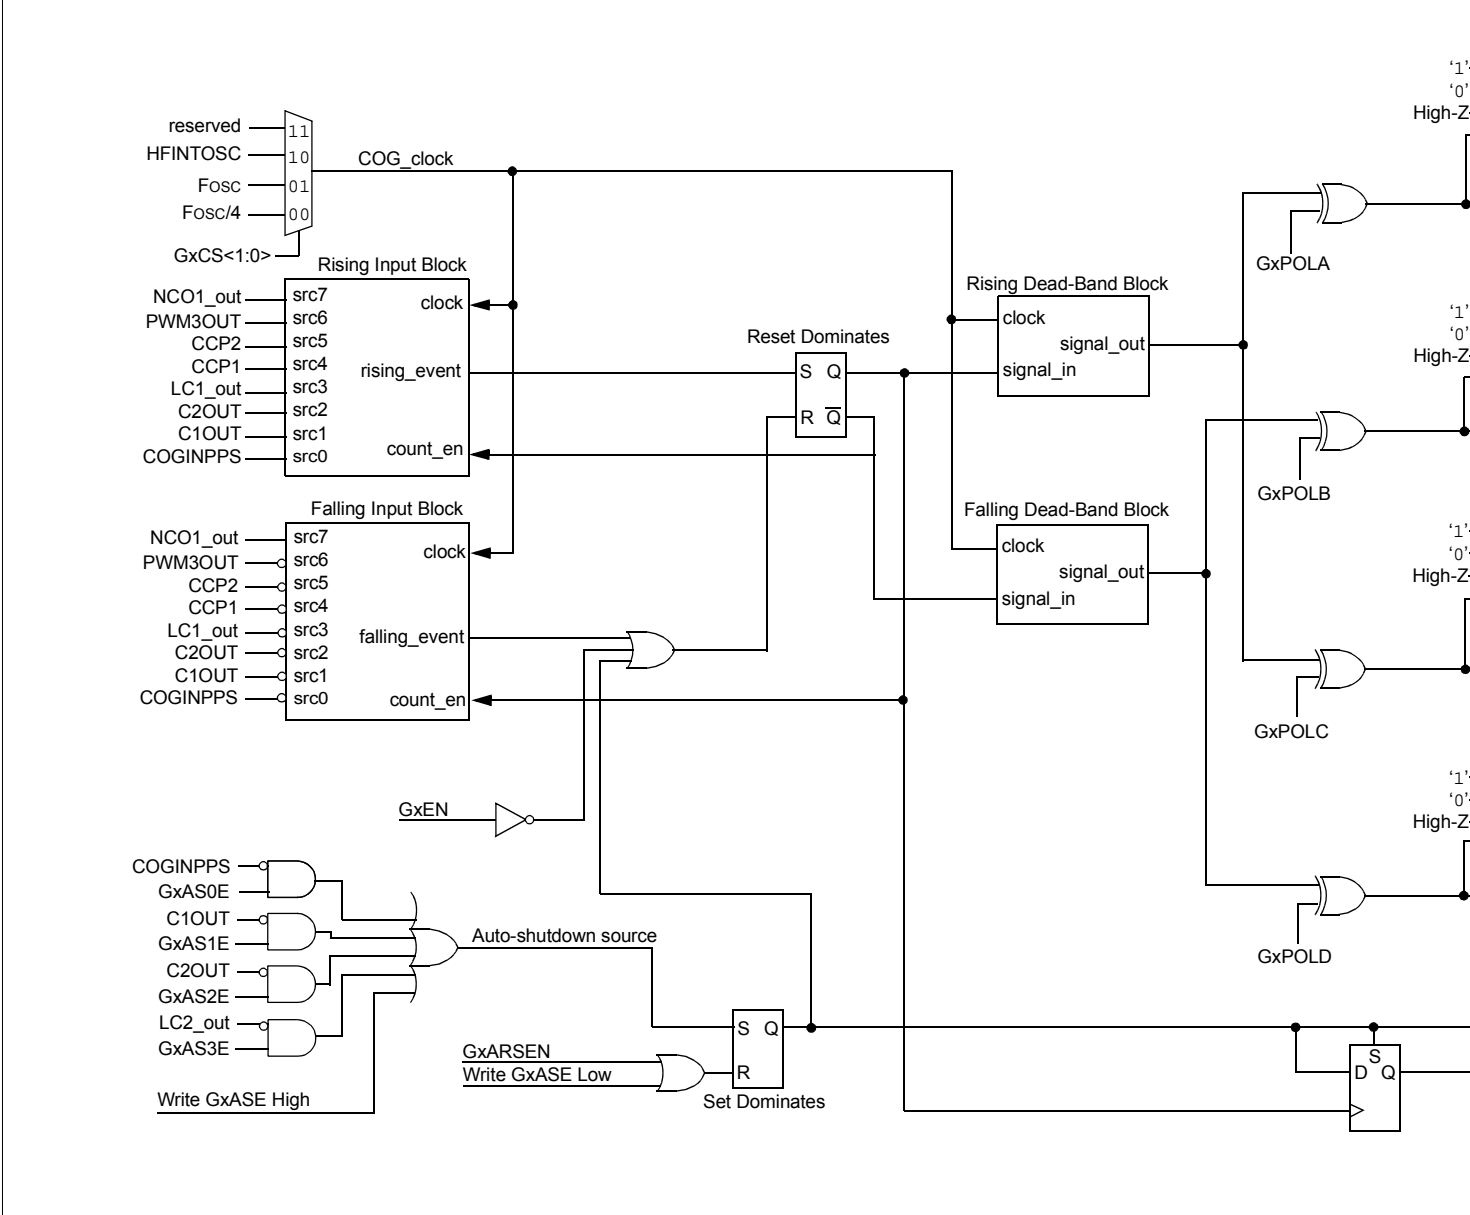 ‘1’
‘0’
High-Z
reserved
11
HFINTOSC
10
COG_clock
FOSC
01
FOSC/4
00
GxCS<1:0>
GxPOLA
Rising Input Block
NCO1_out
src7
PWM3OUT
src6
CCP2
src5
CCP1
src4
LC1_out
src3
C2OUT
src2
C1OUT
src1
COGINPPS
src0
clock
rising_event
count_en
Reset Dominates
S Q
R Q
Rising Dead-Band Block
clock
signal_out
signal_in
‘1’
‘0’
High-Z
GxPOLB
Falling Input Block
NCO1_out
src7
PWM3OUT
src6
CCP2
src5
CCP1
src4
LC1_out
src3
C2OUT
src2
C1OUT
src1
COGINPPS
src0
clock
falling_event
count_en
Falling Dead-Band Block
clock
signal_out
signal_in
‘1’
‘0’
High-Z
GxPOLC
GxEN
‘1’
‘0’
High-Z
GxPOLD
COGINPPS
GxAS0E
C1OUT
GxAS1E
C2OUT
GxAS2E
LC2_out
GxAS3E
Write GxASE High
Auto-shutdown source
GxARSEN
Write GxASE Low
S Q
R
Set Dominates
S
D Q